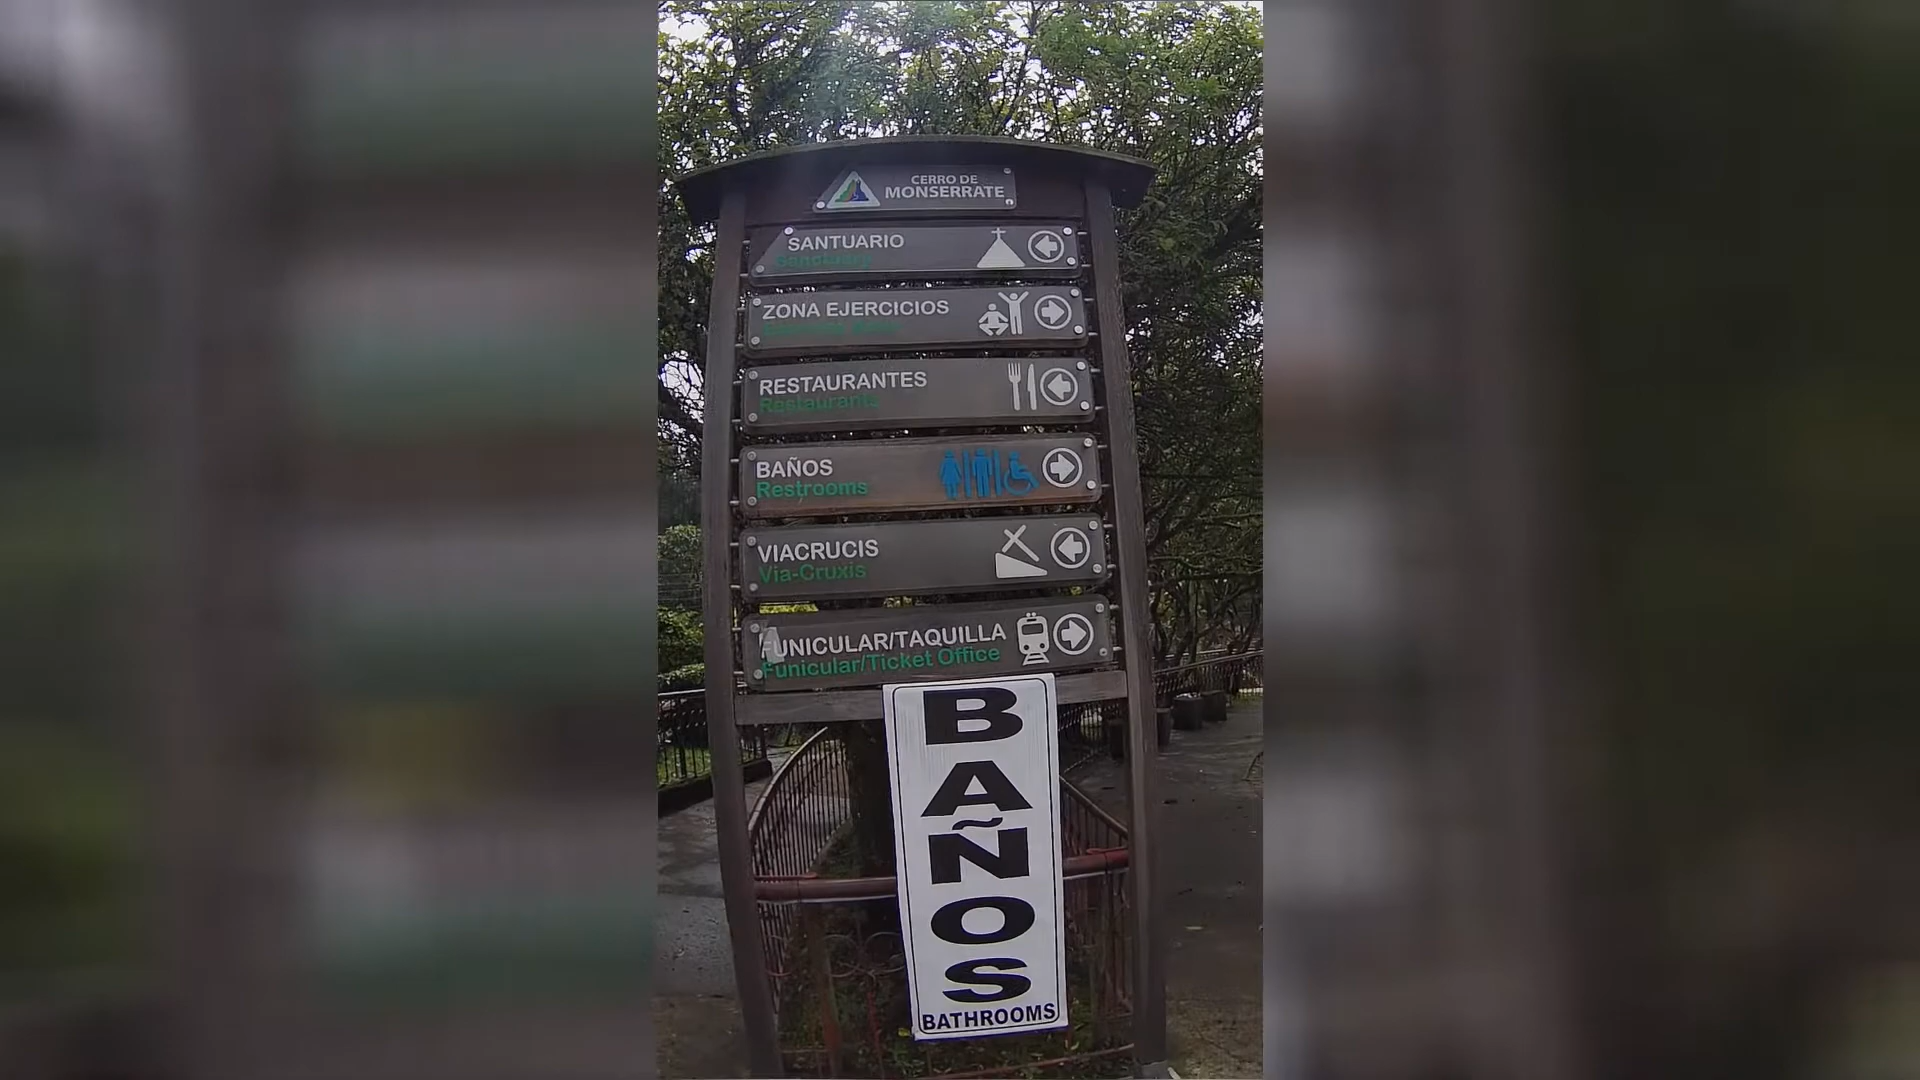 CERRO DE
MONSERRATE
SANTUARIO
Sanctuary
ZONA EJERCICIOS
RESTAURANTES
Restaurants
BAÑOS
Restrooms
VIACRUCIS
Via-Cruxis
FUNICULAR/TAQUILLA
Funicular/Ticket Office
BAÑOS
BATHROOMS